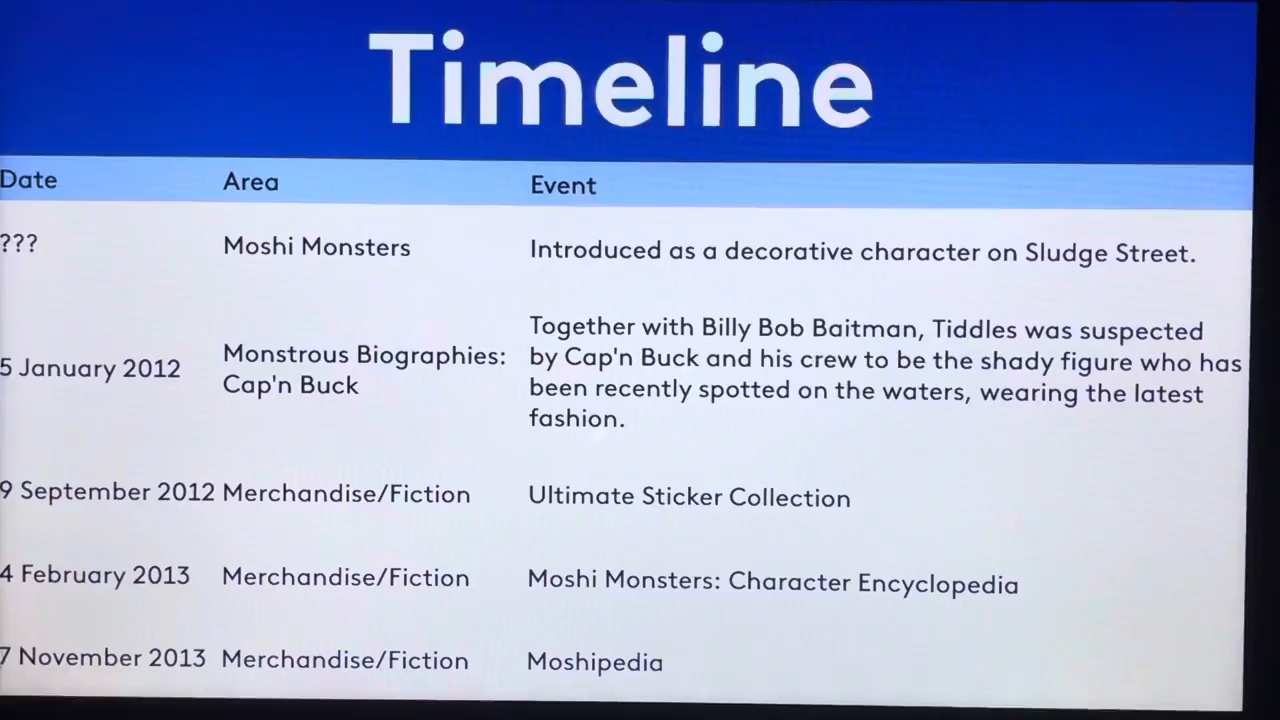 Timeline
Date Area Event
??? Moshi Monsters Introduced as a decorative character on Sludge Street.
5 January 2012 Monstrous Biographies: Cap'n Buck
Together with Billy Bob Baitman, Tiddles was suspected
by Cap'n Buck and his crew to be the shady figure who has
been recently spotted on the waters, wearing the latest
fashion.
9 September 2012 Merchandise/Fiction Ultimate Sticker Collection
4 February 2013 Merchandise/Fiction Moshi Monsters: Character Encyclopedia
7 November 2013 Merchandise/Fiction Moshipedia